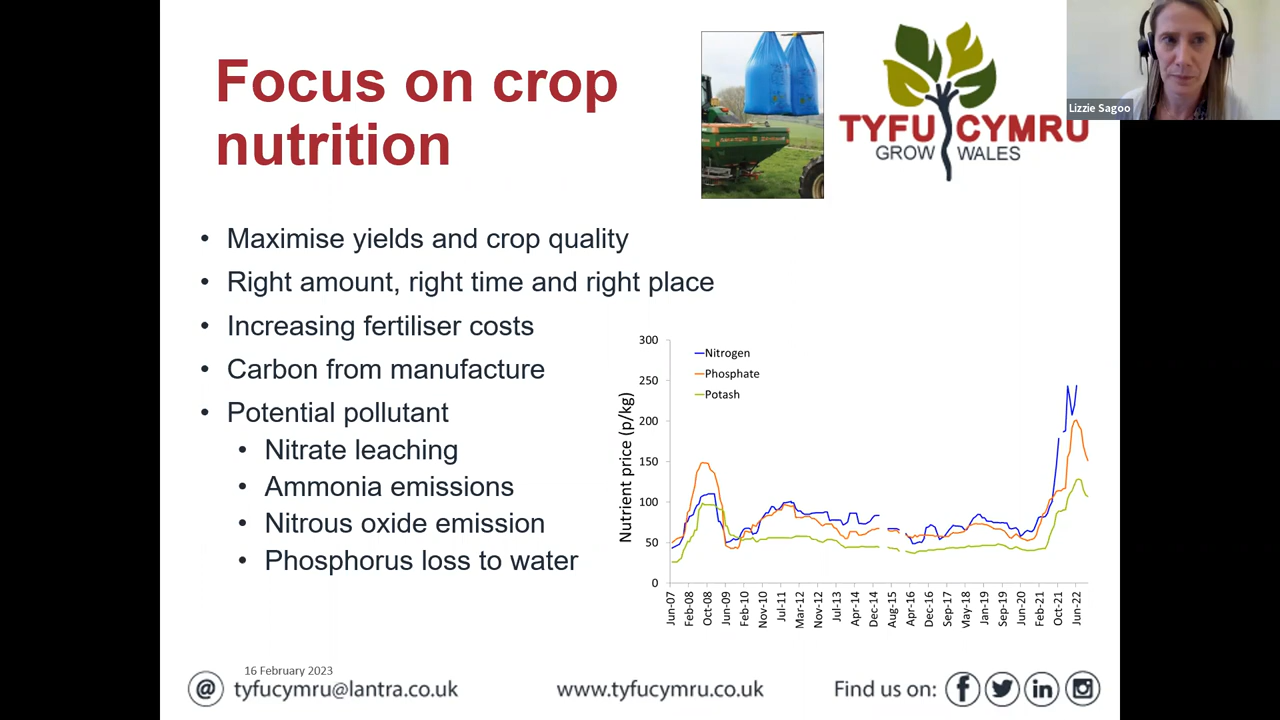 Focus on crop
nutrition
TYFU CYMRU
GROW WALES
Lizzie Sagoo
• Maximise yields and crop quality
• Right amount, right time and right place
• Increasing fertiliser costs
• Carbon from manufacture
• Potential pollutant
• Nitrate leaching
• Ammonia emissions
• Nitrous oxide emission
• Phosphorus loss to water
Nutrient price (p/kg)
300
250
200
150
100
50
0
Nitrogen
Phosphate
Potash
Jun-07
Feb-08
Oct-08
Jun-09
Feb-10
Nov-10
Jul-11
Mar-12
Nov-12
Jul-13
Apr-14
Dec-14
Aug-15
Apr-16
Dec-16
Sep-17
May-18
Jan-19
Sep-19
Jun-20
Feb-21
Oct-21
Jun-22
16 February 2023
@ tyfucymru@lantra.co.uk
www.tyfucymru.co.uk
Find us on: